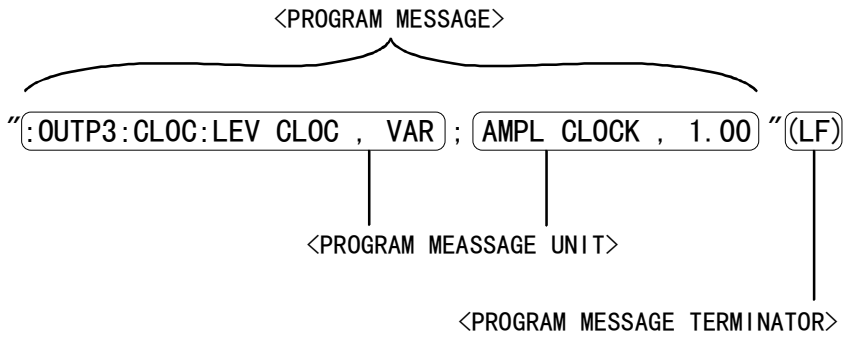 <PROGRAM MESSAGE>
":OUTP3:CLOC:LEV CLOC , VAR ; AMPL CLOCK , 1.00 "(LF)
<PROGRAM MEASSAGE UNIT>
<PROGRAM MESSAGE TERMINATOR>